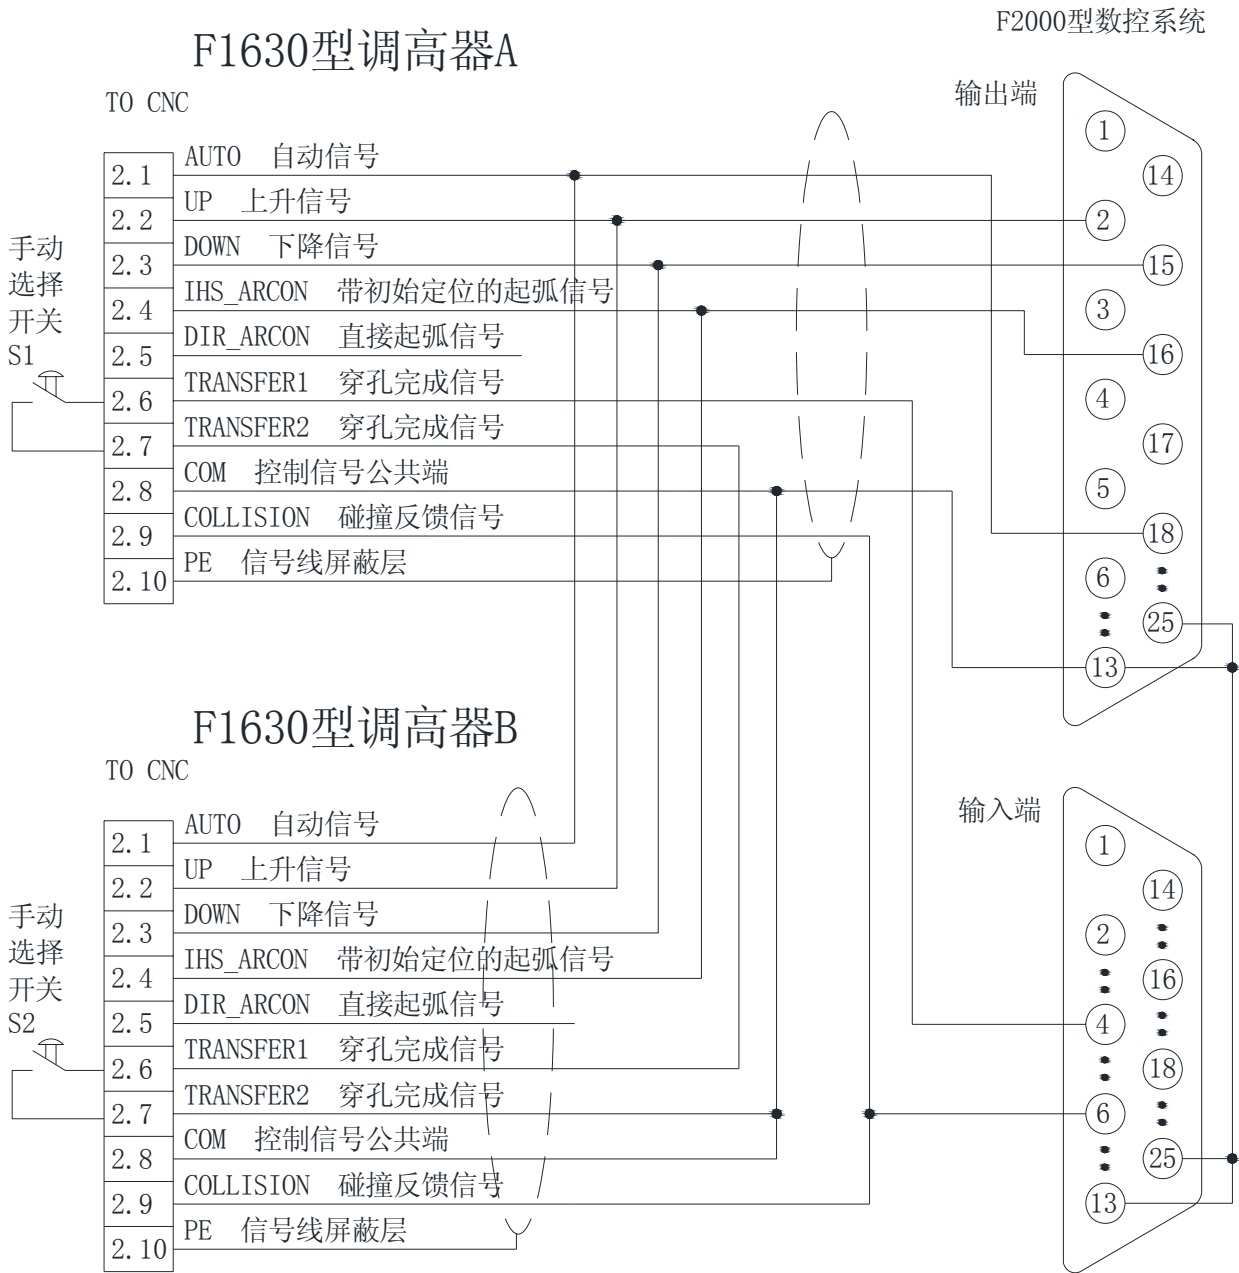 F2000型数控系统
F1630型调高器A
TO CNC
输出端
2.1 AUTO 自动信号
2.2 UP 上升信号
2.3 DOWN 下降信号
2.4 IHS_ARCON 带初始定位的起弧信号
2.5 DIR_ARCON 直接起弧信号
2.6 TRANSFER1 穿孔完成信号
2.7 TRANSFER2 穿孔完成信号
2.8 COM 控制信号公共端
2.9 COLLISION 碰撞反馈信号
2.10 PE 信号线屏蔽层
手动
选择
开关
S1
1
14
2
15
3
16
4
17
5
18
6
25
13
F1630型调高器B
TO CNC
输入端
2.1 AUTO 自动信号
2.2 UP 上升信号
2.3 DOWN 下降信号
2.4 IHS_ARCON 带初始定位的起弧信号
2.5 DIR_ARCON 直接起弧信号
2.6 TRANSFER1 穿孔完成信号
2.7 TRANSFER2 穿孔完成信号
2.8 COM 控制信号公共端
2.9 COLLISION 碰撞反馈信号
2.10 PE 信号线屏蔽层
手动
选择
开关
S2
1
14
2
16
4
18
6
25
13